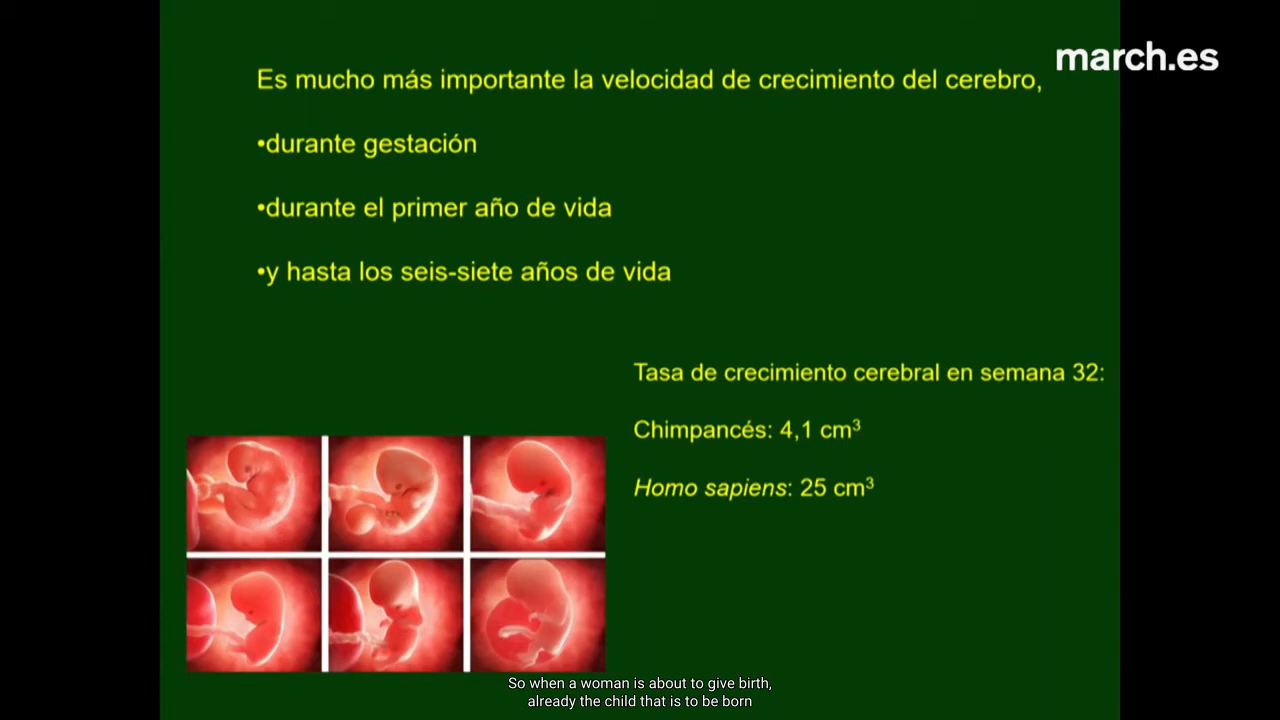 march.es
Es mucho más importante la velocidad de crecimiento del cerebro,
•durante gestación
•durante el primer año de vida
•y hasta los seis-siete años de vida
Tasa de crecimiento cerebral en semana 32:
Chimpancés: 4,1 cm³
Homo sapiens: 25 cm³
So when a woman is about to give birth,
already the child that is to be born